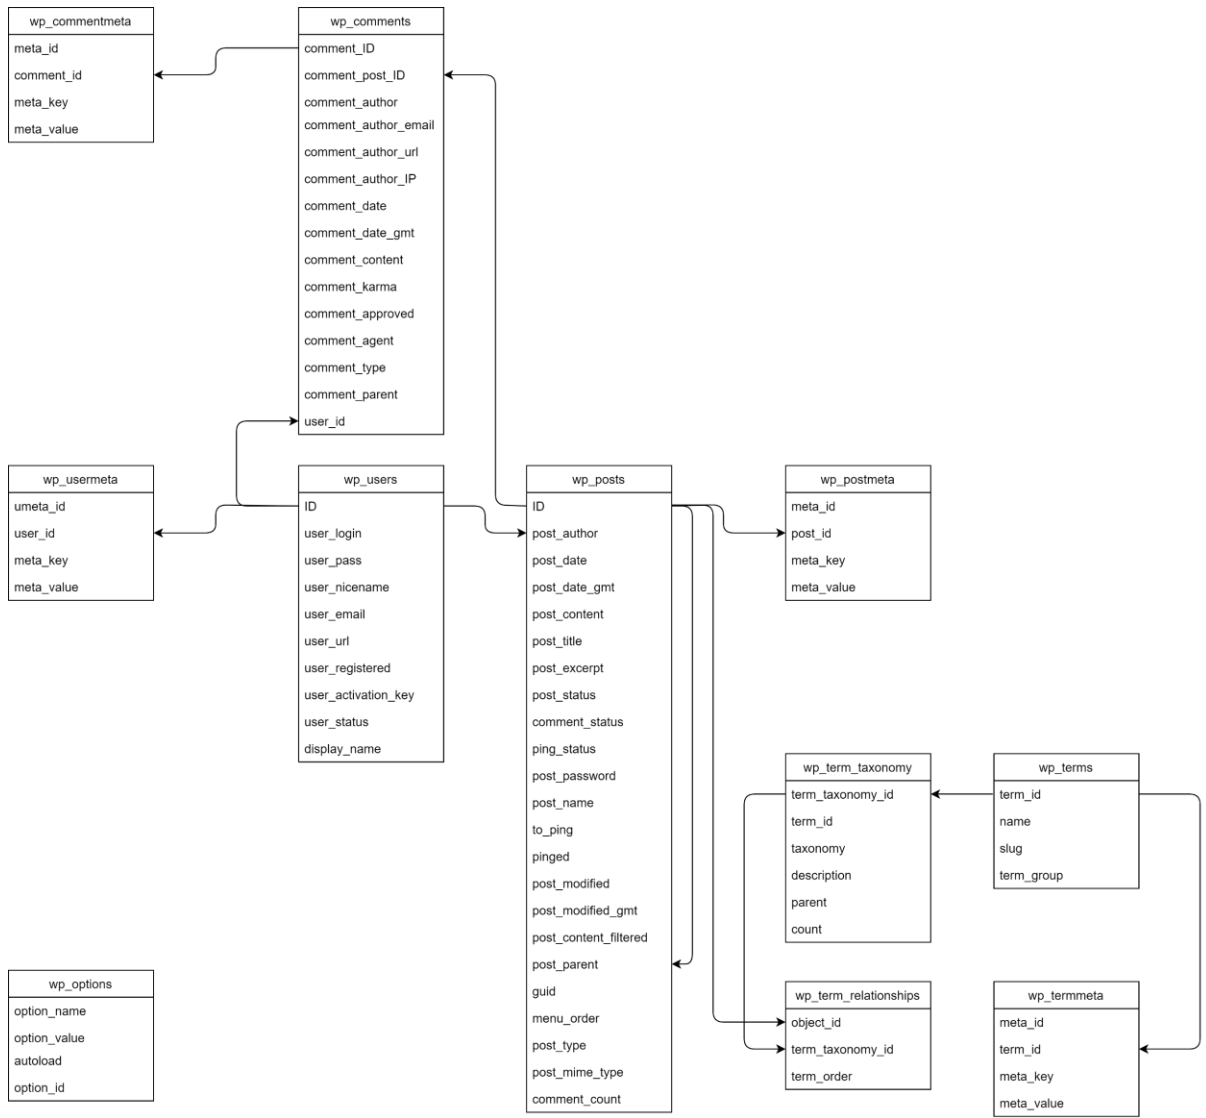 wp_commentmeta
meta_id
comment_id
meta_key
meta_value
wp_comments
comment_ID
comment_post_ID
comment_author
comment_author_email
comment_author_url
comment_author_IP
comment_date
comment_date_gmt
comment_content
comment_karma
comment_approved
comment_agent
comment_type
comment_parent
user_id
wp_usermeta
umeta_id
user_id
meta_key
meta_value
wp_users
ID
user_login
user_pass
user_nicename
user_email
user_url
user_registered
user_activation_key
user_status
display_name
wp_posts
ID
post_author
post_date
post_date_gmt
post_content
post_title
post_excerpt
post_status
comment_status
ping_status
post_password
post_name
to_ping
pinged
post_modified
post_modified_gmt
post_content_filtered
post_parent
guid
menu_order
post_type
post_mime_type
comment_count
wp_postmeta
meta_id
post_id
meta_key
meta_value
wp_term_taxonomy
term_taxonomy_id
term_id
taxonomy
description
parent
count
wp_terms
term_id
name
slug
term_group
wp_options
option_name
option_value
autoload
option_id
wp_term_relationships
object_id
term_taxonomy_id
term_order
wp_termmeta
meta_id
term_id
meta_key
meta_value